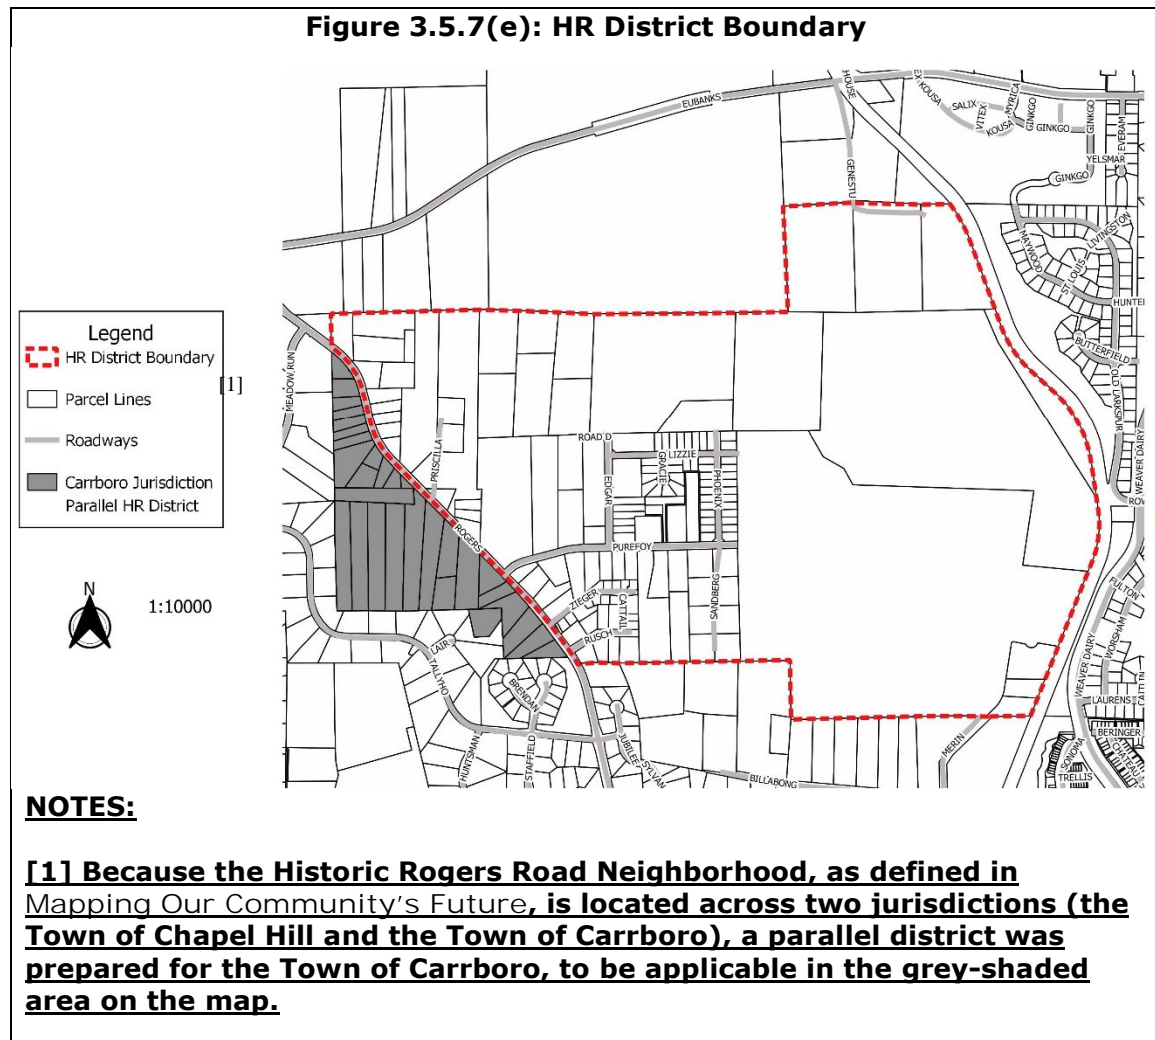 Figure 3.5.7(e): HR District Boundary
EUBANKS
HOUSE
EX
KOUSA
SALIX
VITEX
KOUSA
MYRICA
GINKGO
GINKGO
GINKGO
EVERAM
YELSMAR
GINKGO
GENESTU
MAYWOOD
ST LOUIS
LIVINGSTON
HUNTER
BUTTERFIELD
OLD LARKSPUR
WEAVER DAIRY
ROW
Legend
HR District Boundary
[1]
Parcel Lines
Roadways
Carrboro Jurisdiction
Parallel HR District
N
1:10000
MEADOW RUN
PRISCILLA
ROGERS
ROAD D
LIZZIE
GRACIE
EDGAR
PHOENIX
PUREFOY
SANDBERG
ZIEGER
CATTAIL
RUSCH
LAIR
TALLYHO
BRENDAN
HUNTSMAN
STAFFIELD
JUBILEE
SYLVAN
BILLABONG
MERIN
WEAVER DAIRY
FULTON
WORSHAM
CAITLIN
LAURENS
BERINGER
CHATEAU
SONOMA
TRELLIS
NOTES:
[1] Because the Historic Rogers Road Neighborhood, as defined in
Mapping Our Community's Future, is located across two jurisdictions (the
Town of Chapel Hill and the Town of Carrboro), a parallel district was
prepared for the Town of Carrboro, to be applicable in the grey-shaded
area on the map.